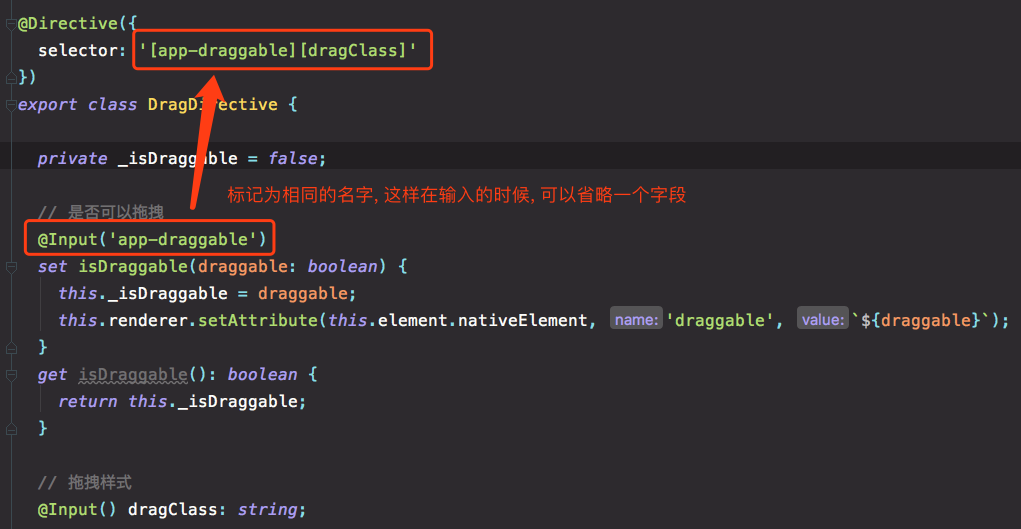 @Directive({
selector: '[app-draggable][dragClass]'
})
export class DragDirective {
private _isDraggable = false;
标记为相同的名字, 这样在输入的时候, 可以省略一个字段
// 是否可以拖拽
@Input('app-draggable')
set isDraggable(draggable: boolean) {
this._isDraggable = draggable;
this.renderer.setAttribute(this.element.nativeElement, name: 'draggable', value: `${draggable}`);
}
get isDraggable(): boolean {
return this._isDraggable;
}
// 拖拽样式
@Input() dragClass: string;